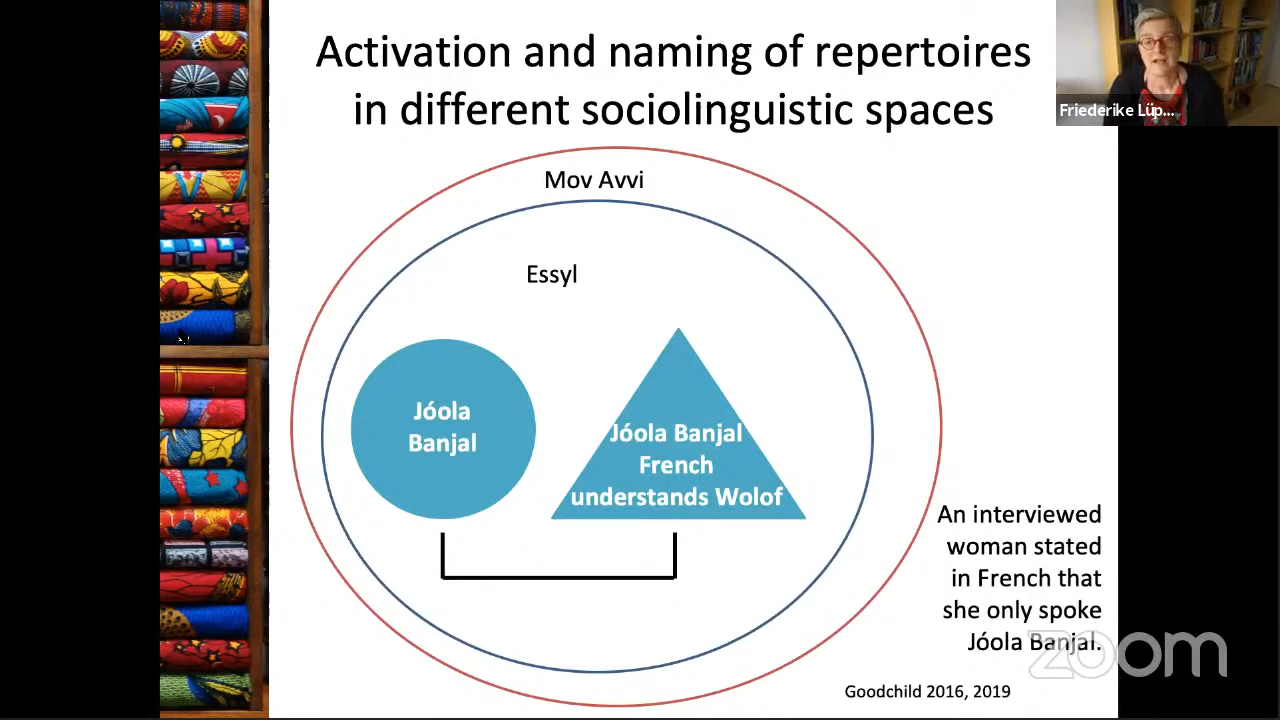 Activation and naming of repertoires
in different sociolinguistic spaces
Friederike Lüp...
Mov Avvi
Essyl
Jóola
Banjal
Jóola Banjal
French
understands Wolof
An interviewed
woman stated
in French that
she only spoke
Jóola Banjal.
zoom
Goodchild 2016, 2019